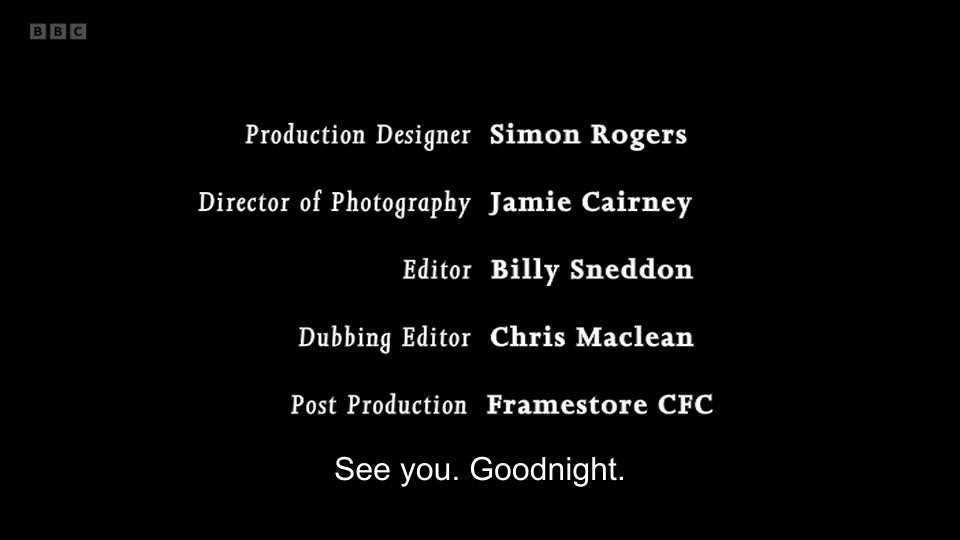 BBC
Production Designer Simon Rogers
Director of Photography Jamie Cairney
Editor Billy Sneddon
Dubbing Editor Chris Maclean
Post Production Framestore CFC
See you. Goodnight.